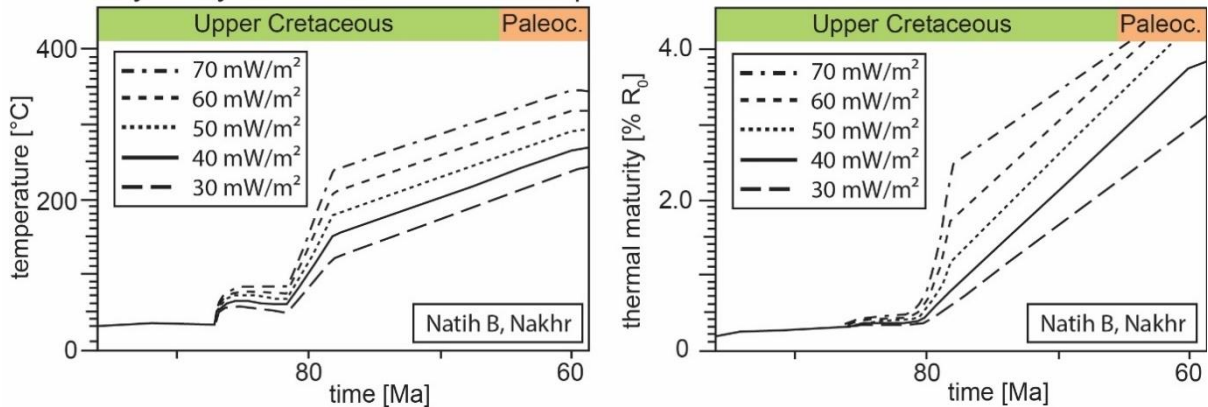 Upper Cretaceous Paleoc.
400
70 mW/m²
60 mW/m²
50 mW/m²
40 mW/m²
30 mW/m²
200
temperature [°C]
Natih B, Nakhr
0
80 60
time [Ma]
Upper Cretaceous Paleoc.
4.0
70 mW/m²
60 mW/m²
50 mW/m²
40 mW/m²
30 mW/m²
2.0
thermal maturity [% R₀]
Natih B, Nakhr
0
80 60
time [Ma]